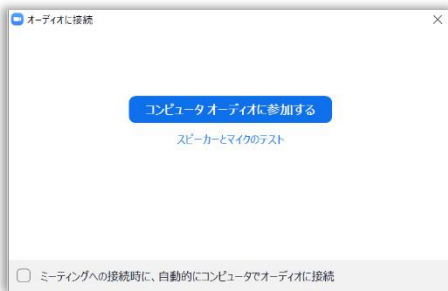 オーディオに接続
コンピュータ オーディオに参加する
スピーカーとマイクのテスト
ミーティングへの接続時に、自動的にコンピュータでオーディオに接続